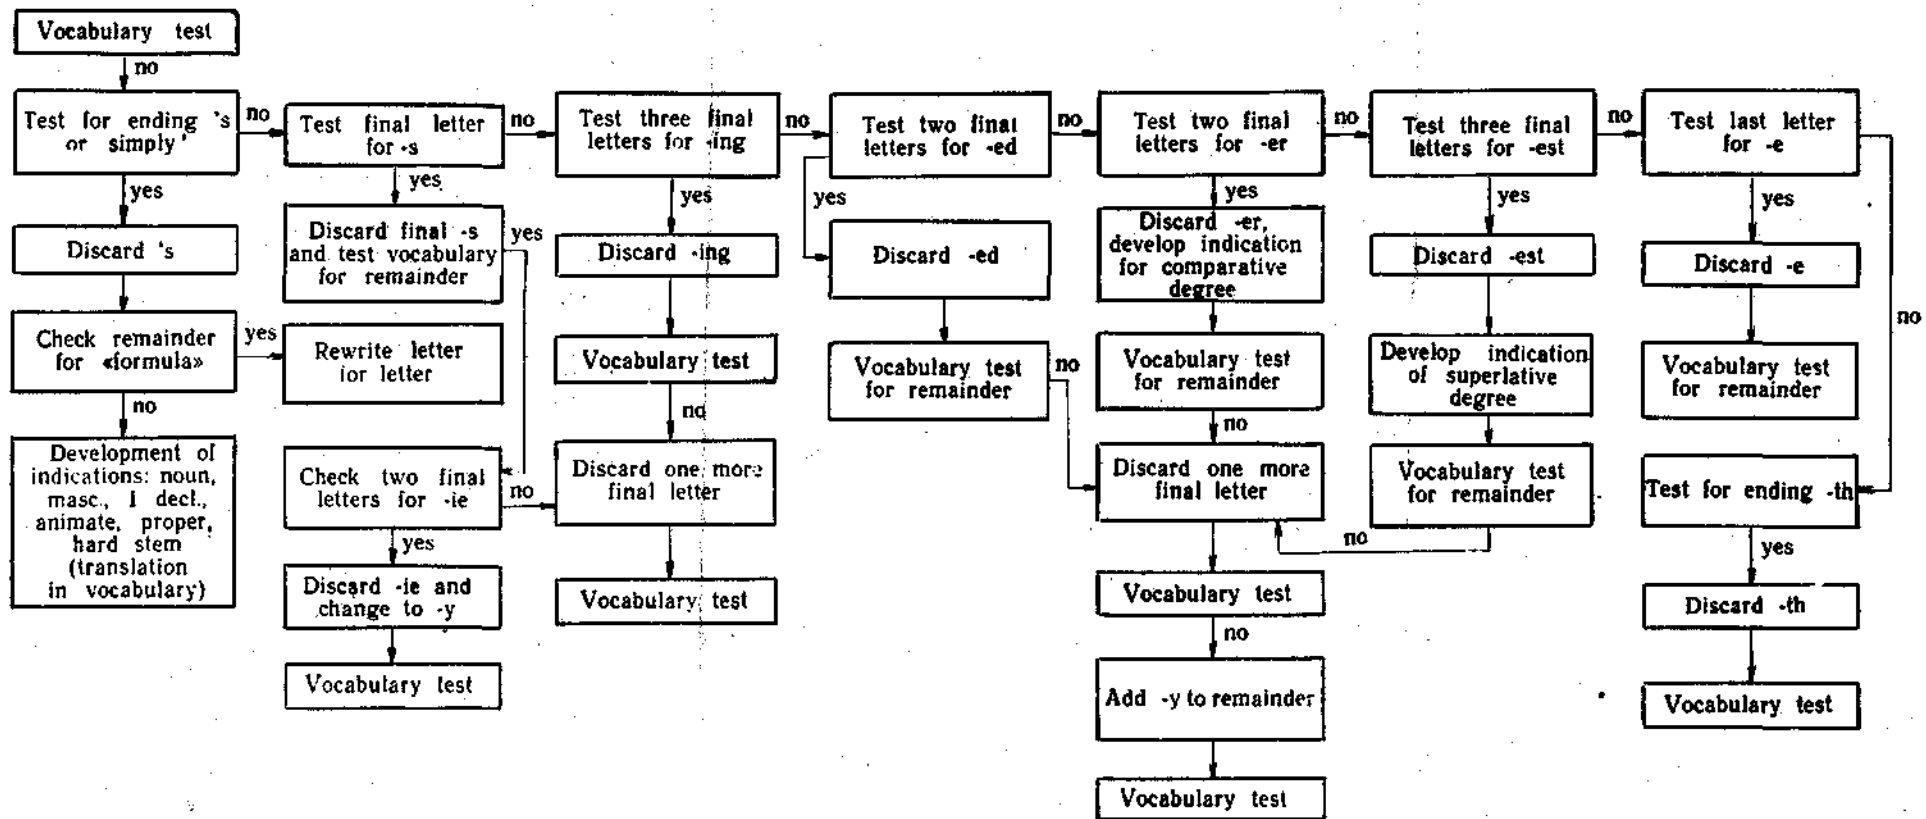 Vocabulary test
no
Test for ending 's
or simply '
yes
Discard 's
Check remainder
for «formula»
yes
Rewrite letter
ior letter
no
Development of
indications: noun,
masc., I decl.,
animate, proper,
hard stem
(translation
in vocabulary)
no
Test final letter
for -s
yes
Discard final -s
and test vocabulary
for remainder
yes
Check two final
letters for -ie
no
yes
Discard -ie and
change to -y
Vocabulary test
no
Test three final
letters for -ing
yes
Discard -ing
Vocabulary test
no
Discard one more
final letter
Vocabulary test
no
Test two final
letters for -ed
yes
Discard -ed
Vocabulary test
for remainder
no
no
Test two final
letters for -er
yes
Discard -er,
develop indication
for comparative
degree
Vocabulary test
for remainder
no
Discard one more
final letter
Vocabulary test
no
Add -y to remainder
Vocabulary test
no
Test three final
letters for -est
yes
Discard -est
Develop indication
of superlative
degree
Vocabulary test
for remainder
no
no
Test last letter
for -e
yes
Discard -e
Vocabulary test
for remainder
no
Test for ending -th
yes
Discard -th
Vocabulary test